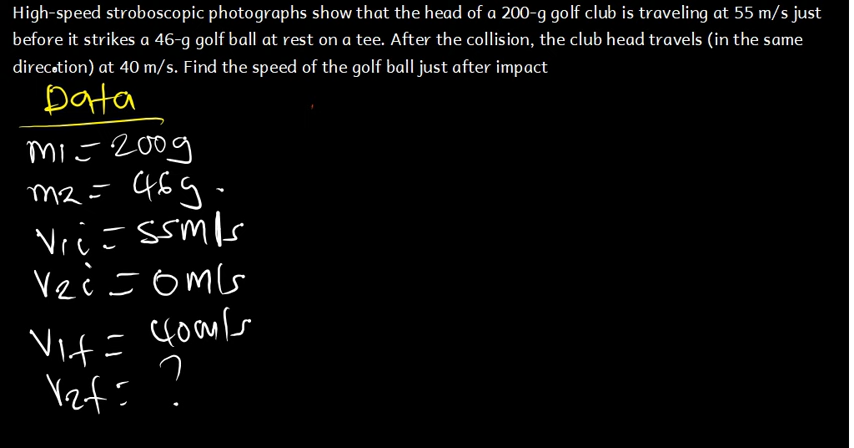 High-speed stroboscopic photographs show that the head of a 200-g golf club is traveling at 55 m/s just
before it strikes a 46-g golf ball at rest on a tee. After the collision, the club head travels (in the same
direction) at 40 m/s. Find the speed of the golf ball just after impact
Data
m1 = 200g
m2 = 46g.
V1i = 55m/s
V2i = 0m/s
V1f = 40m/s
V2f = ?